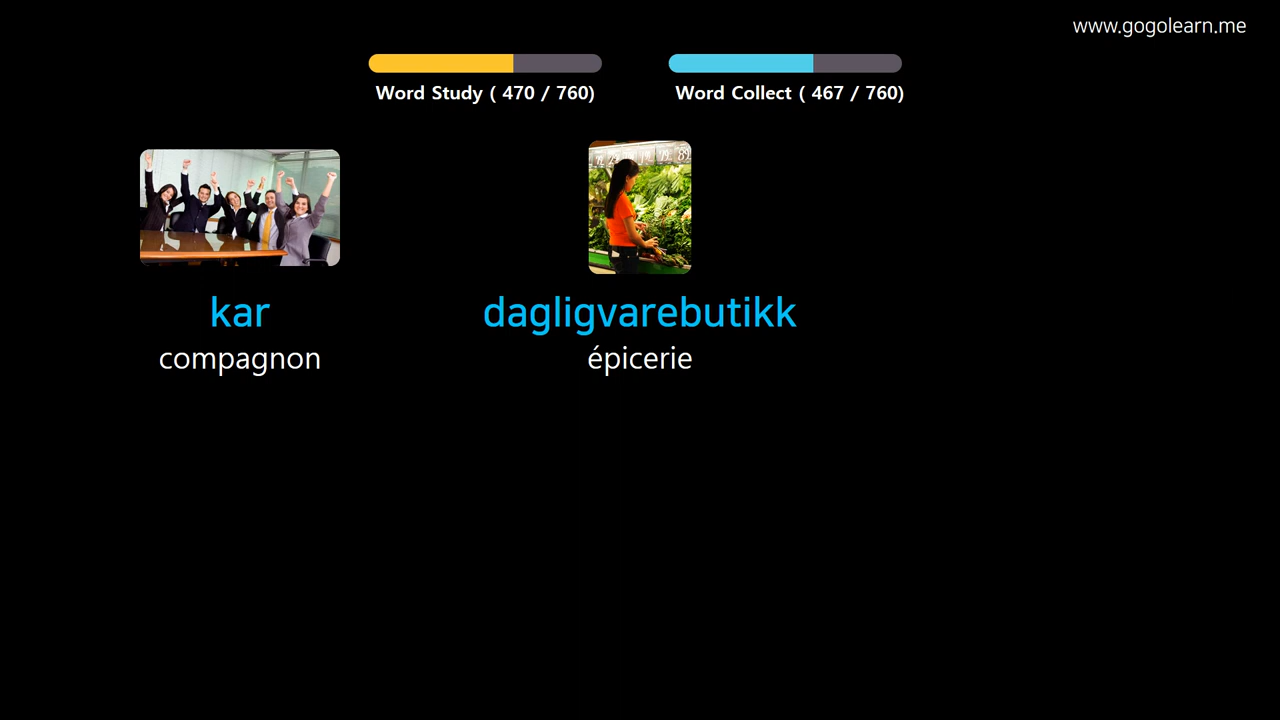 www.gogolearn.me
Word Study ( 470 / 760)
Word Collect ( 467 / 760)
kar
compagnon
dagligvarebutikk
épicerie